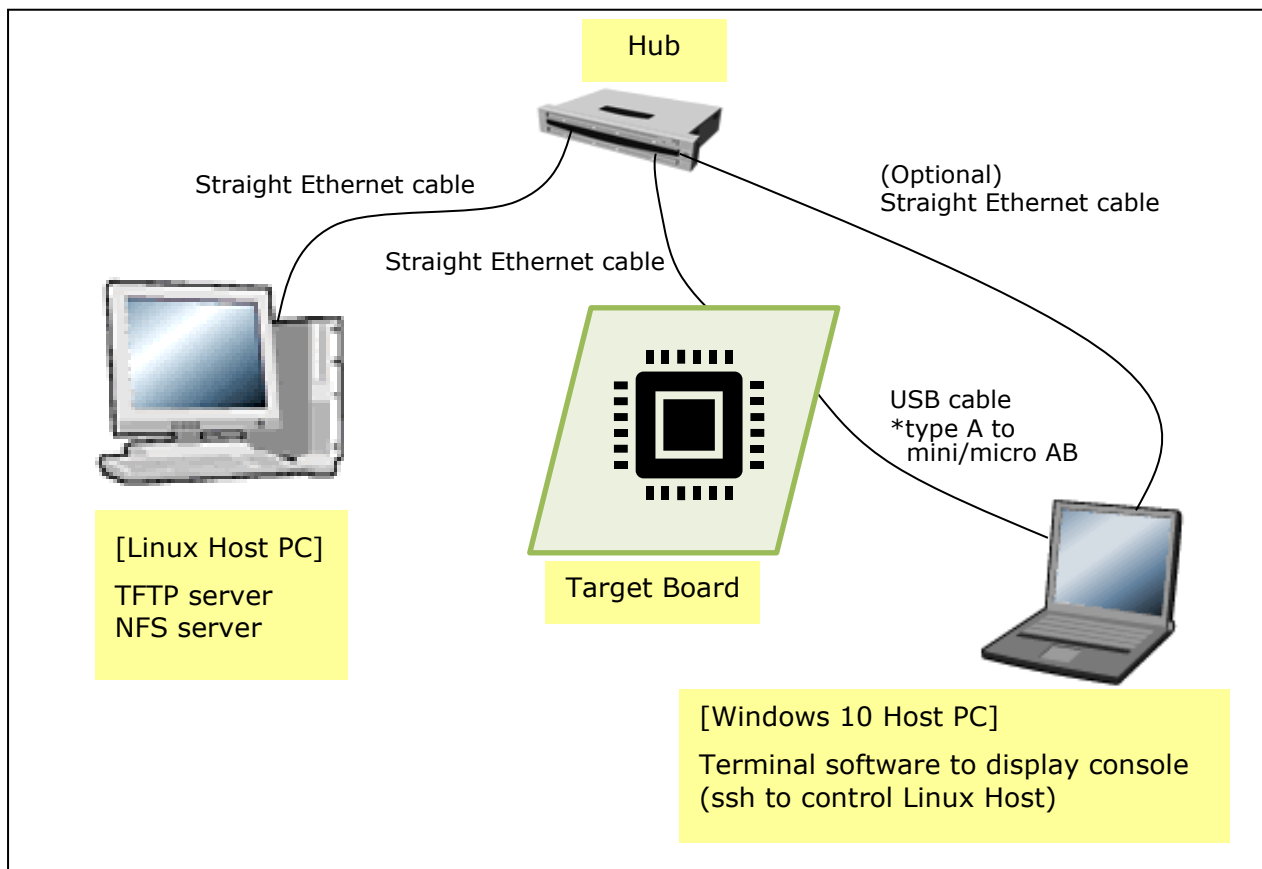 Hub
Straight Ethernet cable
(Optional)
Straight Ethernet cable
Straight Ethernet cable
USB cable
*type A to
mini/micro AB
[Linux Host PC]
TFTP server
NFS server
Target Board
[Windows 10 Host PC]
Terminal software to display console
(ssh to control Linux Host)